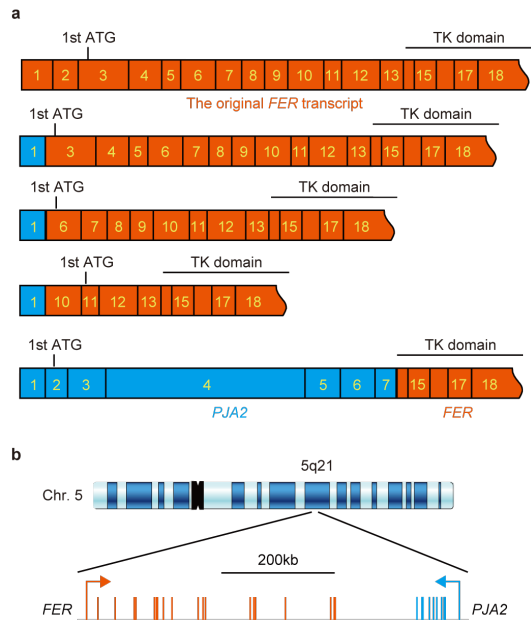 a
1st ATG
TK domain
1 2 3 4 5 6 7 8 9 10 11 12 13 15 17 18
The original FER transcript
1st ATG
TK domain
1 3 4 5 6 7 8 9 10 11 12 13 15 17 18
1st ATG
TK domain
1 6 7 8 9 10 11 12 13 15 17 18
1st ATG
TK domain
1 10 11 12 13 15 17 18
1st ATG
TK domain
1 2 3 4 5 6 7 15 17 18
PJA2 FER
b
5q21
Chr. 5
200kb
FER PJA2